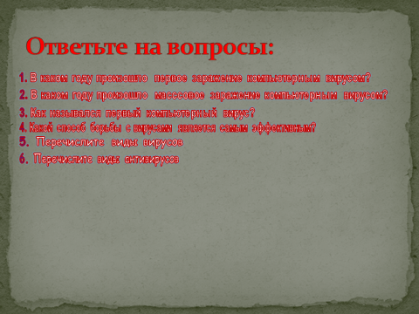 Ответьте на вопросы:
1. В каком году произошло первое заражение компьютерным вирусом?
2. В каком году произошло массовое заражение компьютерным вирусом?
3. Как назывался первый компьютерный вирус?
4. Какой способ борьбы с вирусами является самым эффективным?
5. Перечислите виды вирусов
6. Перечислите виды антивирусов